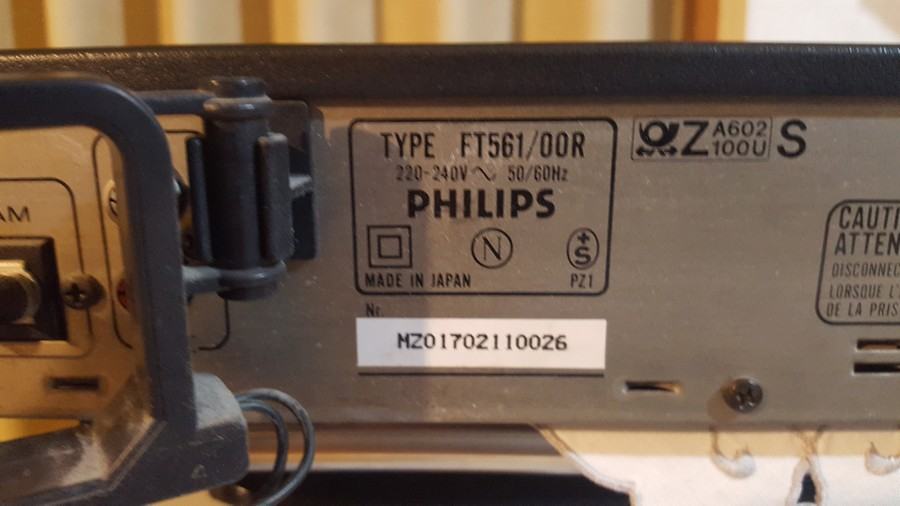 AM
TYPE FT561/00R
220-240V ~ 50/60Hz
PHILIPS
N
+S
MADE IN JAPAN PZ1
Nr.
MZ01702110026
Z A602 100U S
CAUTI
ATTEN
DISCONNEC
LORSQUE L'
DE LA PRIS